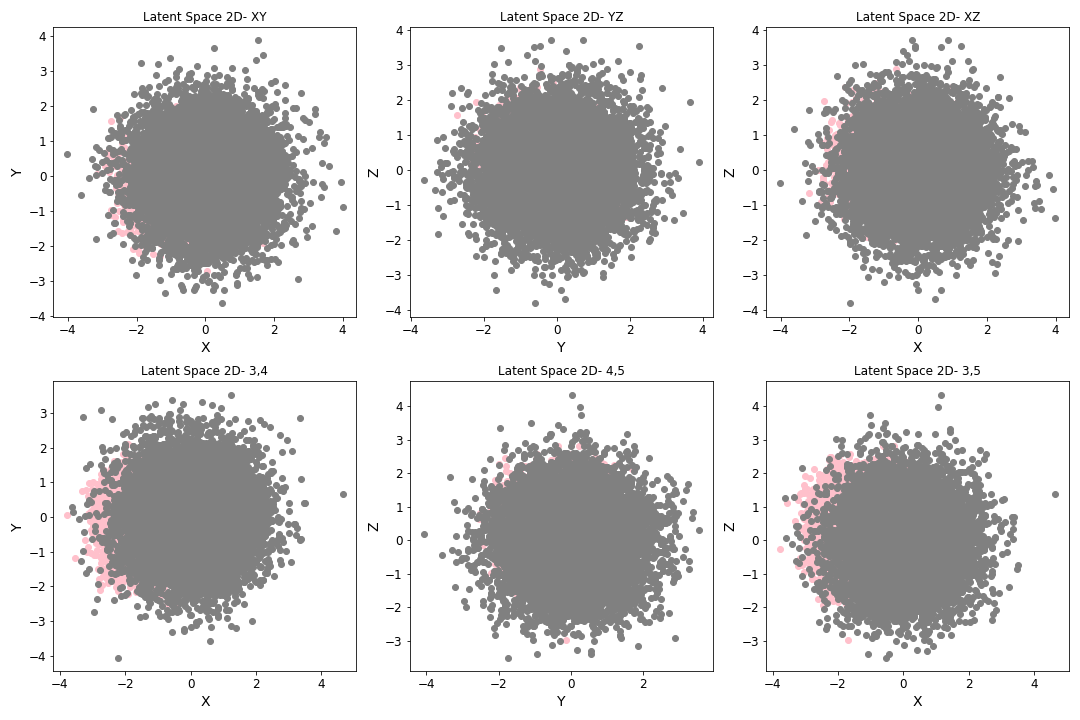 Latent Space 2D- XY
4
3
2
1
0
−1
−2
−3
−4
Y
−4 −2 0 2 4
X
Latent Space 2D- YZ
4
3
2
1
0
−1
−2
−3
−4
Z
−4 −2 0 2 4
Y
Latent Space 2D- XZ
4
3
2
1
0
−1
−2
−3
−4
Z
−4 −2 0 2 4
X
Latent Space 2D- 3,4
3
2
1
0
−1
−2
−3
−4
Y
−4 −2 0 2 4
X
Latent Space 2D- 4,5
4
3
2
1
0
−1
−2
−3
Z
−4 −2 0 2
Y
Latent Space 2D- 3,5
4
3
2
1
0
−1
−2
−3
Z
−4 −2 0 2 4
X